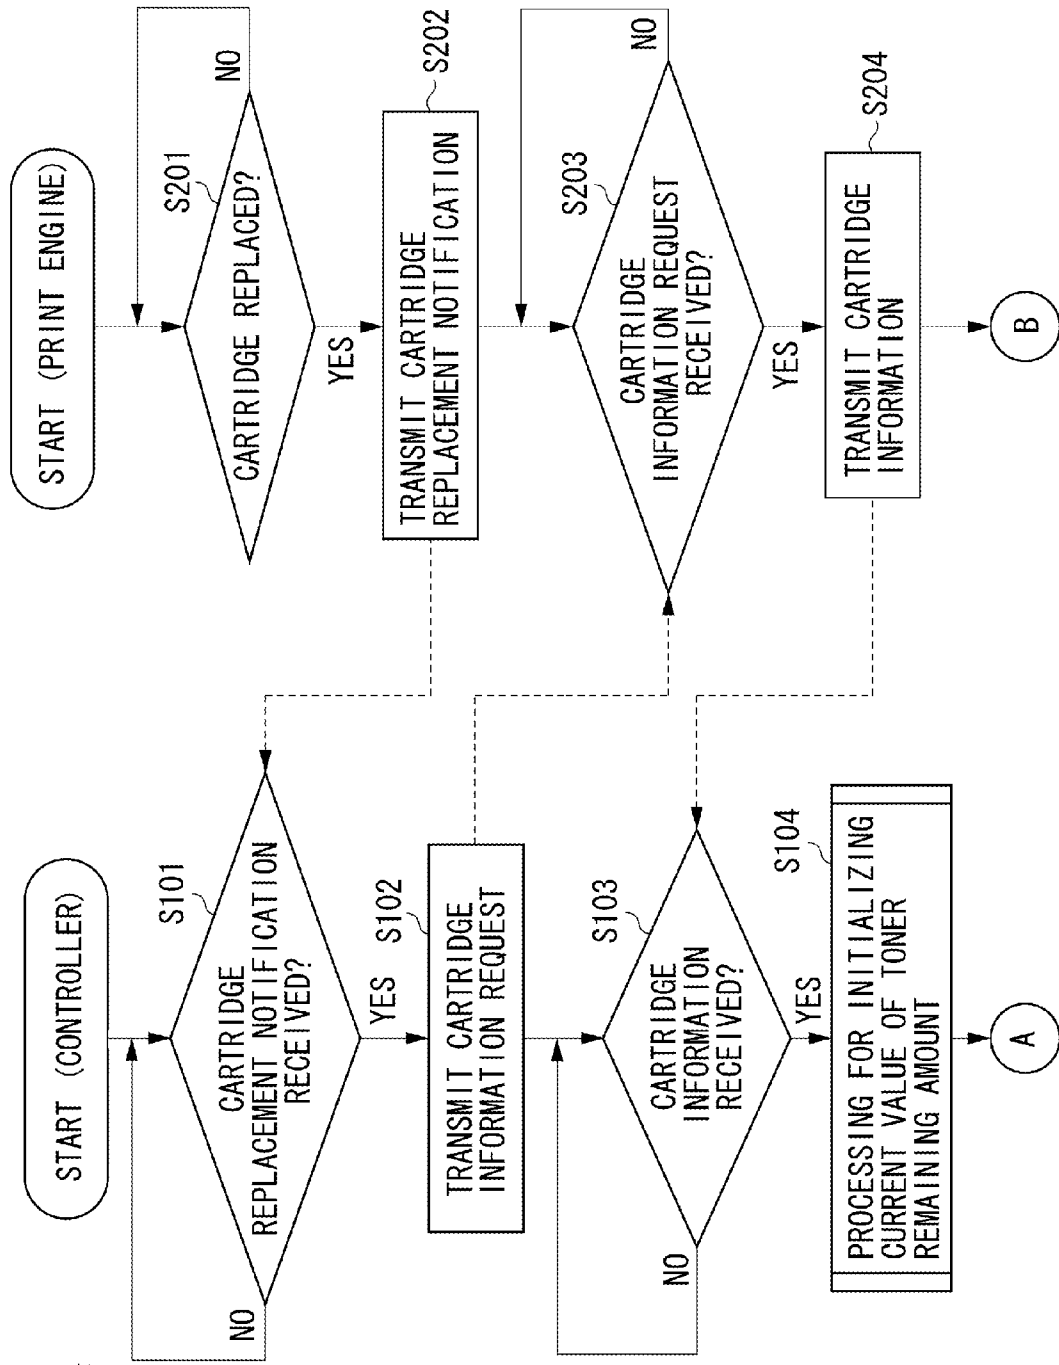 START (CONTROLLER)
S101
CARTRIDGE
REPLACEMENT NOTIFICATION
RECEIVED?
NO
YES
S102
TRANSMIT CARTRIDGE
INFORMATION REQUEST
S103
CARTRIDGE
INFORMATION
RECEIVED?
NO
YES
S104
PROCESSING FOR INITIALIZING
CURRENT VALUE OF TONER
REMAINING AMOUNT
A
START (PRINT ENGINE)
S201
CARTRIDGE REPLACED?
NO
YES
S202
TRANSMIT CARTRIDGE
REPLACEMENT NOTIFICATION
S203
CARTRIDGE
INFORMATION REQUEST
RECEIVED?
NO
YES
S204
TRANSMIT CARTRIDGE
INFORMATION
B